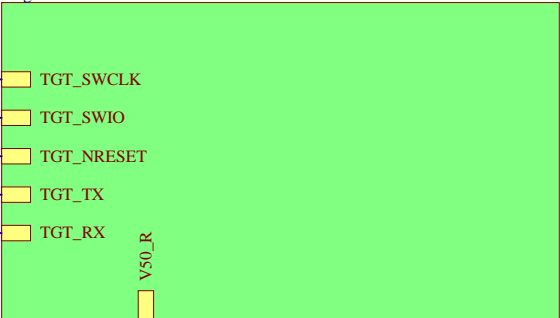 TGT_SWCLK
TGT_SWIO
TGT_NRESET
TGT_TX
TGT_RX
V50_R